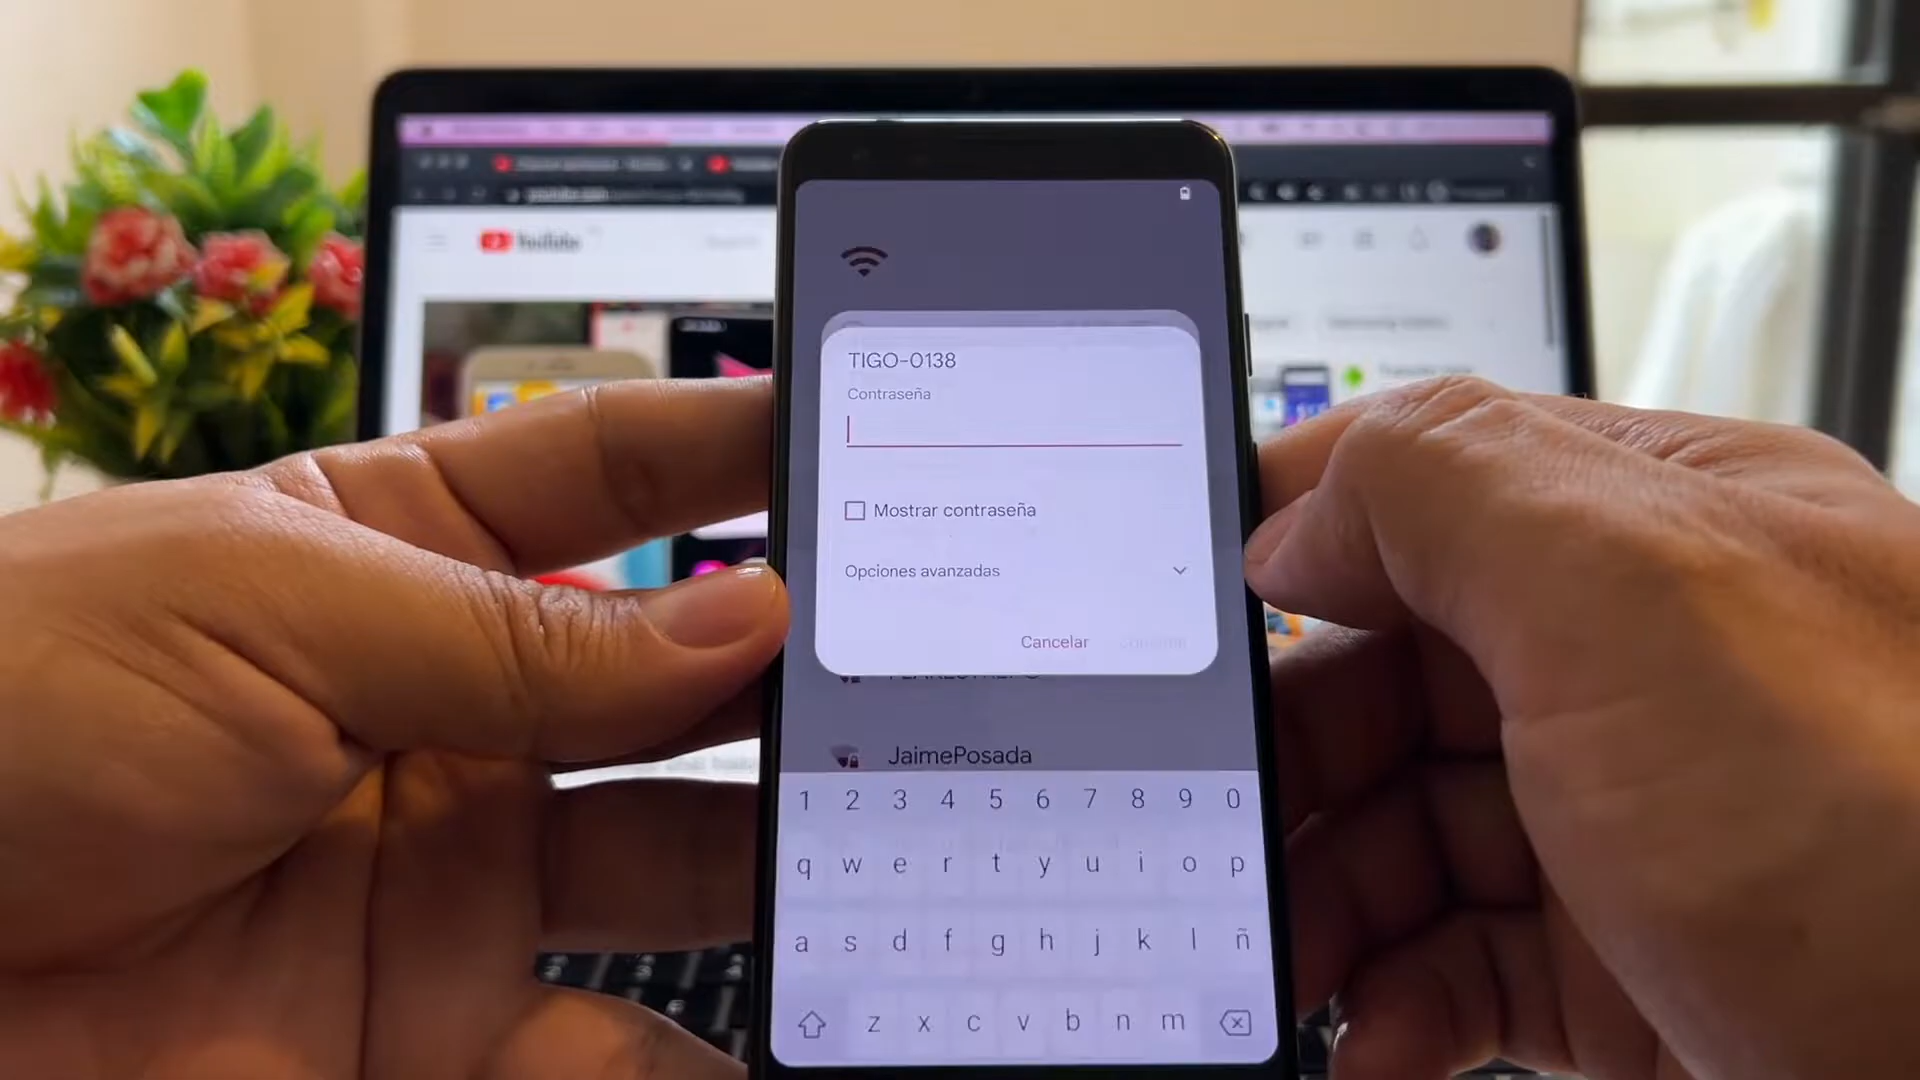 YouTube
TIGO-0138
Contraseña
Mostrar contraseña
Opciones avanzadas
Cancelar
JaimePosada
1 2 3 4 5 6 7 8 9 0
q w e r t y u i o p
a s d f g h j k l ñ
z x c v b n m